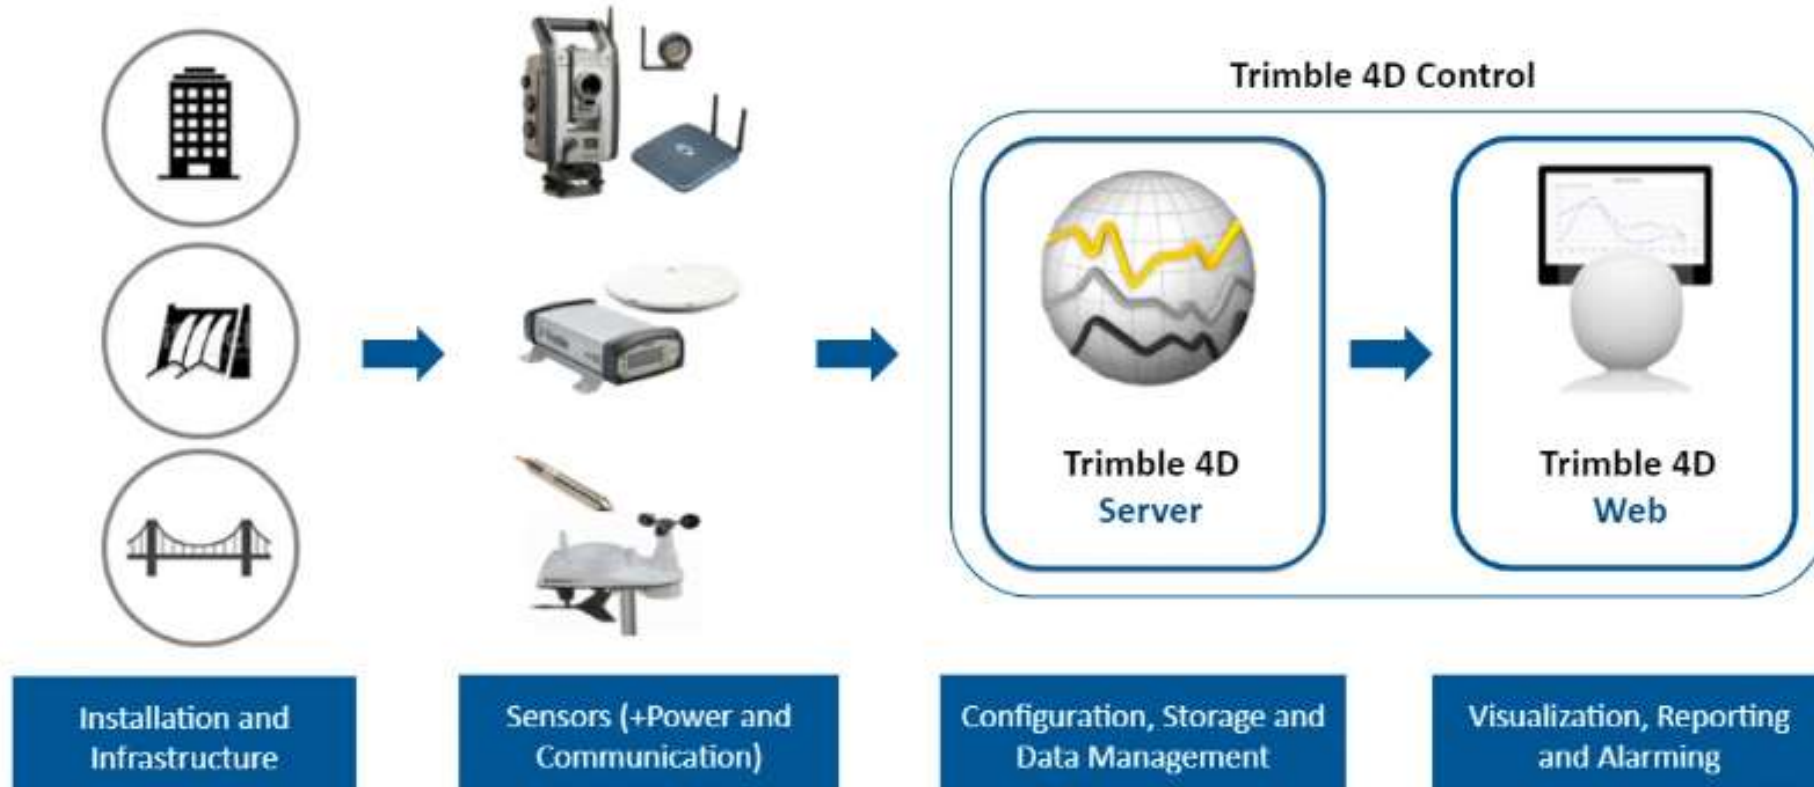 Trimble 4D Control
Trimble 4D
Server
Trimble 4D
Web
Installation and
Infrastructure
Sensors (+Power and
Communication)
Configuration, Storage and
Data Management
Visualization, Reporting
and Alarming